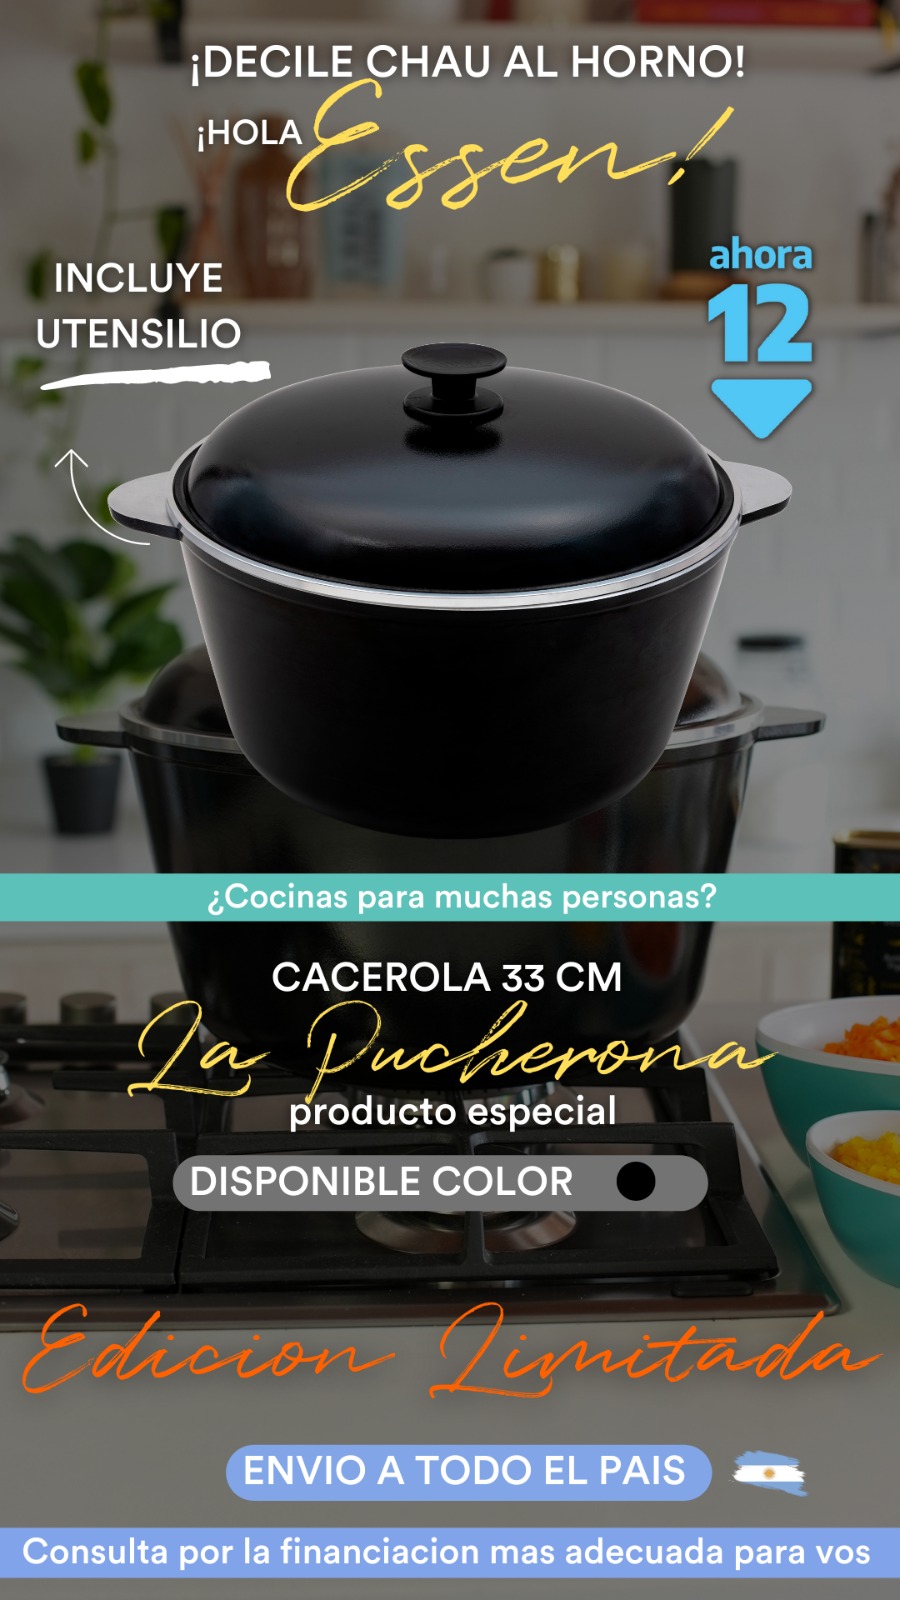 ¡DECILE CHAU AL HORNO!
¡HOLA Essen!
INCLUYE
UTENSILIO
ahora
12
¿Cocinas para muchas personas?
CACEROLA 33 CM
La Pucherona
producto especial
DISPONIBLE COLOR
Edicion Limitada
ENVIO A TODO EL PAIS
Consulta por la financiacion mas adecuada para vos